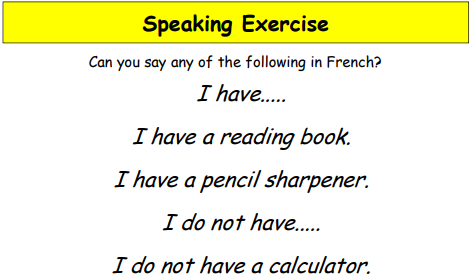 Speaking Exercise
Can you say any of the following in French?
I have.....
I have a reading book.
I have a pencil sharpener.
I do not have.....
I do not have a calculator.